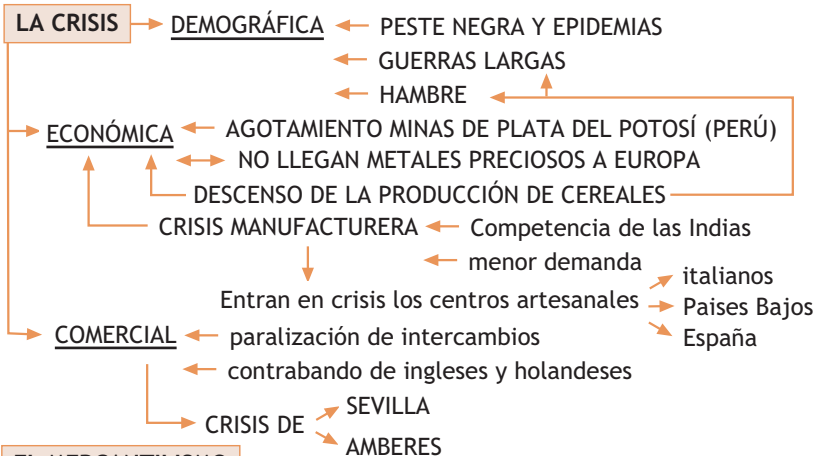 LA CRISIS DEMOGRÁFICA PESTE NEGRA Y EPIDEMIAS
GUERRAS LARGAS
HAMBRE
ECONÓMICA AGOTAMIENTO MINAS DE PLATA DEL POTOSÍ (PERÚ)
NO LLEGAN METALES PRECIOSOS A EUROPA
DESCENSO DE LA PRODUCCIÓN DE CEREALES
CRISIS MANUFACTURERA Competencia de las Indias
menor demanda
Entran en crisis los centros artesanales
italianos
Paises Bajos
España
COMERCIAL paralización de intercambios
contrabando de ingleses y holandeses
CRISIS DE
SEVILLA
AMBERES
EL MERCANTILISMO